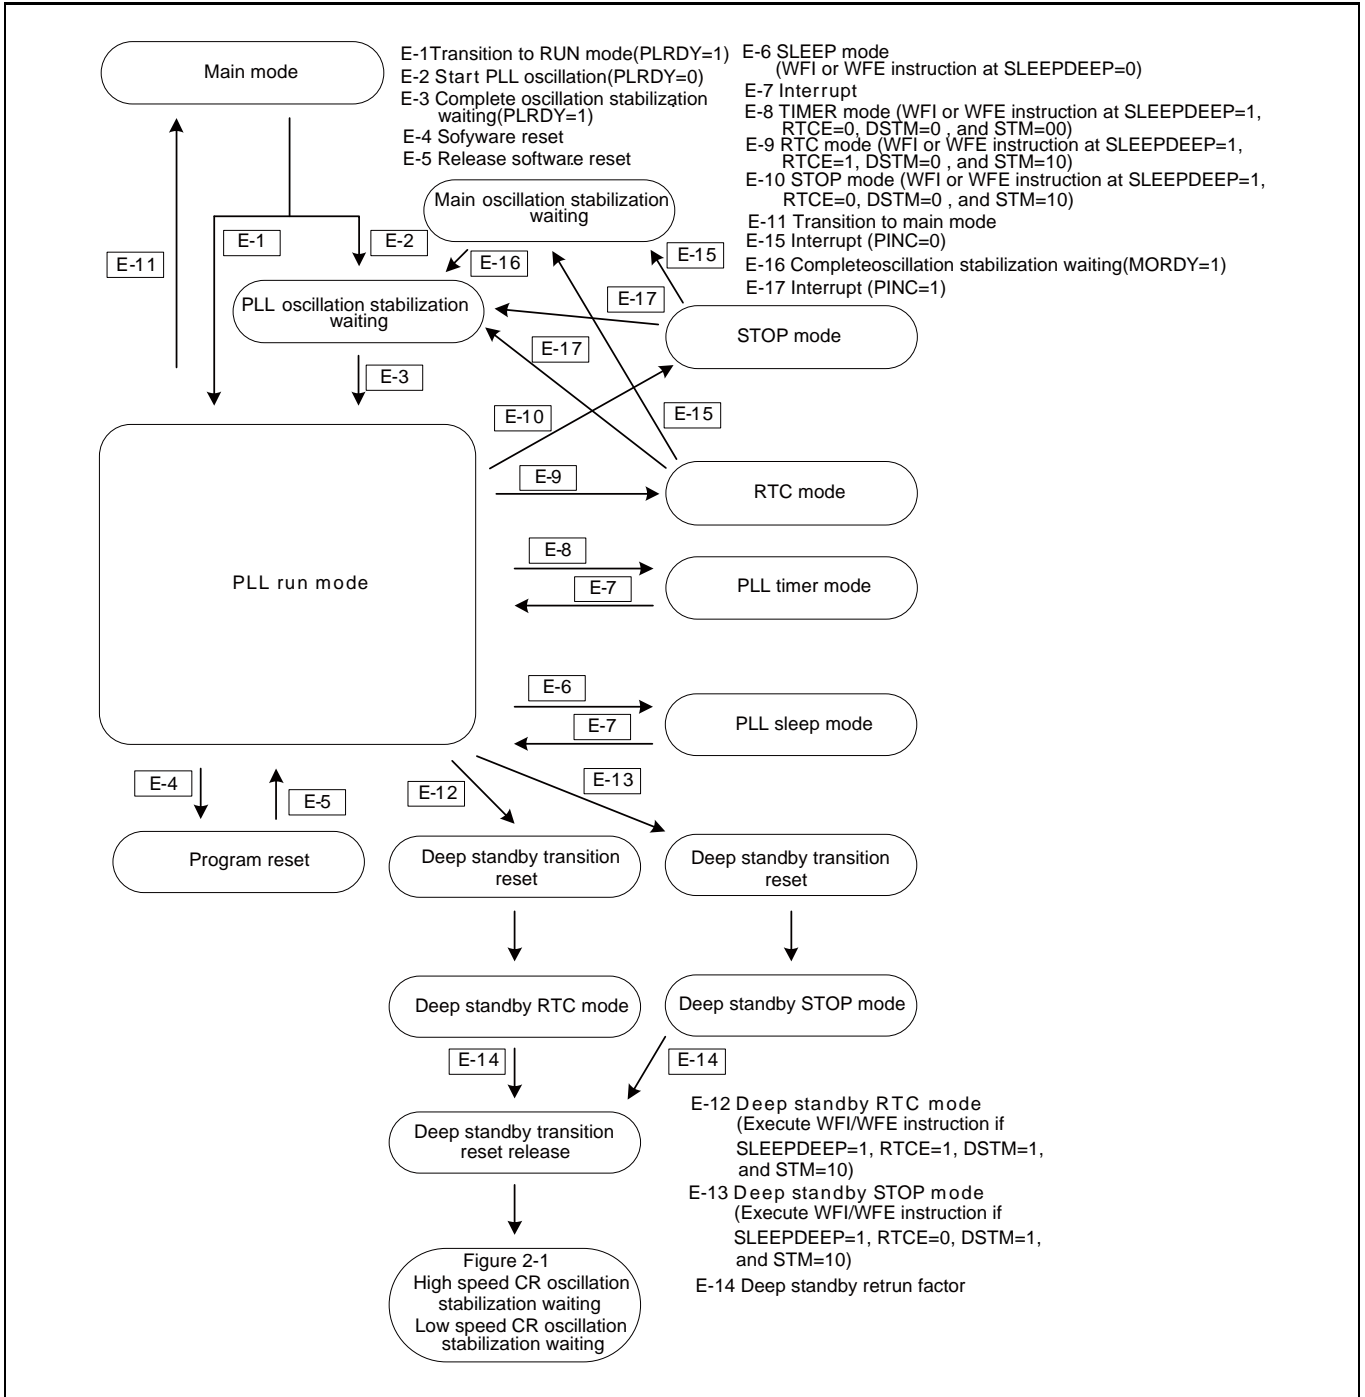 Main mode
E-1Transition to RUN mode(PLRDY=1)
E-2 Start PLL oscillation(PLRDY=0)
E-3 Complete oscillation stabilization
waiting(PLRDY=1)
E-4 Sofyware reset
E-5 Release software reset
E-6 SLEEP mode
(WFI or WFE instruction at SLEEPDEEP=0)
E-7 Interrupt
E-8 TIMER mode (WFI or WFE instruction at SLEEPDEEP=1,
RTCE=0, DSTM=0 , and STM=00)
E-9 RTC mode (WFI or WFE instruction at SLEEPDEEP=1,
RTCE=1, DSTM=0 , and STM=10)
E-10 STOP mode (WFI or WFE instruction at SLEEPDEEP=1,
RTCE=0, DSTM=0 , and STM=10)
E-11 Transition to main mode
E-15 Interrupt (PINC=0)
E-16 Completeoscillation stabilization waiting(MORDY=1)
E-17 Interrupt (PINC=1)
Main oscillation stabilization
waiting
E-11
E-1
E-2
E-16
E-15
PLL oscillation stabilization
waiting
E-17
STOP mode
E-17
E-3
E-10
E-15
E-9
RTC mode
E-8
PLL run mode
E-7
PLL timer mode
E-6
E-7
PLL sleep mode
E-4
E-5
E-12
E-13
Program reset
Deep standby transition
reset
Deep standby transition
reset
Deep standby RTC mode
Deep standby STOP mode
E-14
E-14
Deep standby transition
reset release
E-12 Deep standby RTC mode
(Execute WFI/WFE instruction if
SLEEPDEEP=1, RTCE=1, DSTM=1,
and STM=10)
E-13 Deep standby STOP mode
(Execute WFI/WFE instruction if
SLEEPDEEP=1, RTCE=0, DSTM=1,
and STM=10)
E-14 Deep standby retrun factor
Figure 2-1
High speed CR oscillation
stabilization waiting
Low speed CR oscillation
stabilization waiting